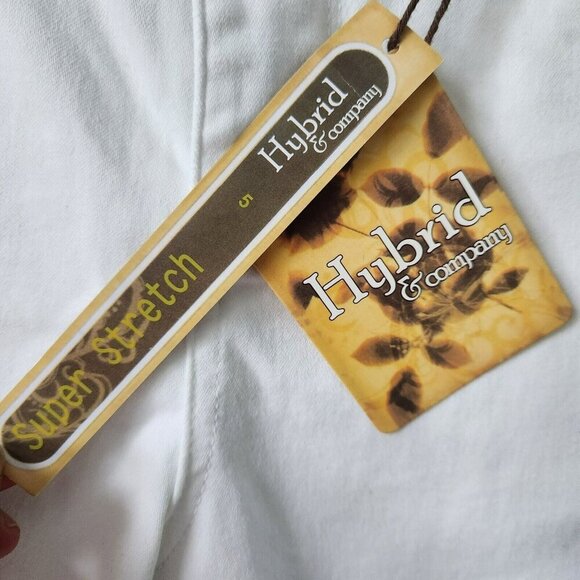 Hybrid
& company
5
Super Stretch
Hybrid
& company